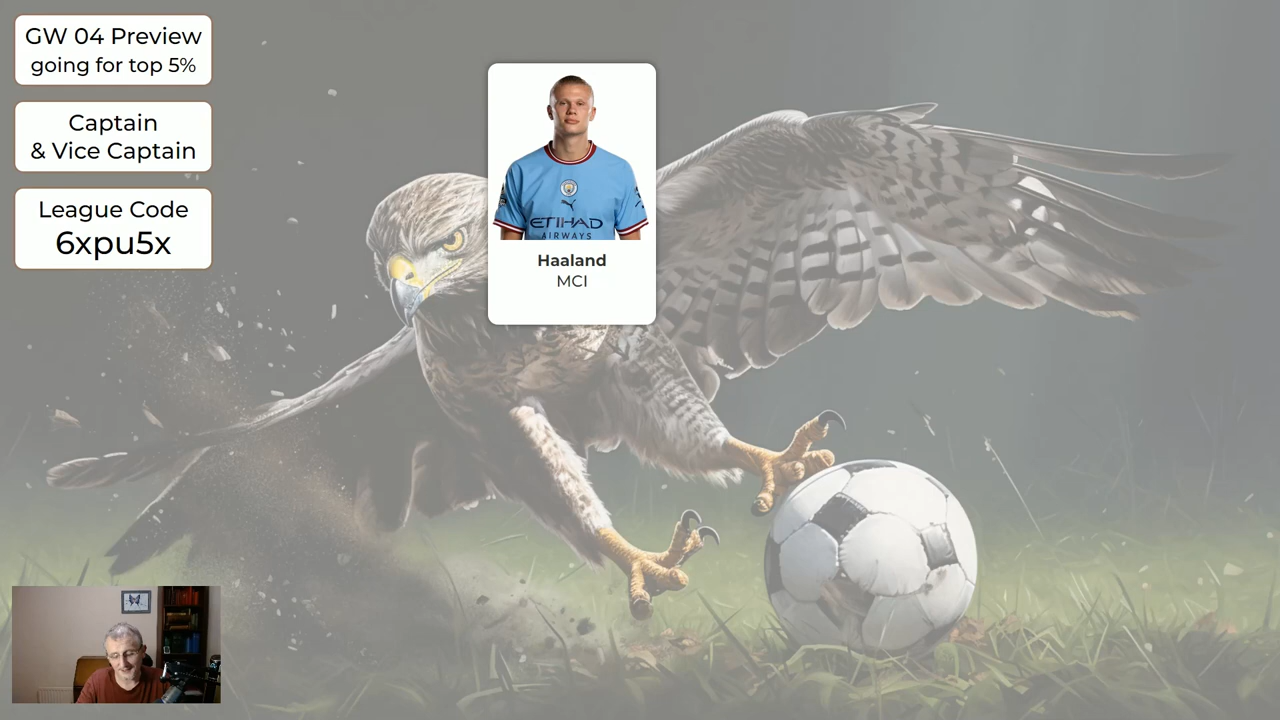 GW 04 Preview
going for top 5%
Captain
& Vice Captain
League Code
6xpu5x
ETIHAD
AIRWAYS
Haaland
MCI